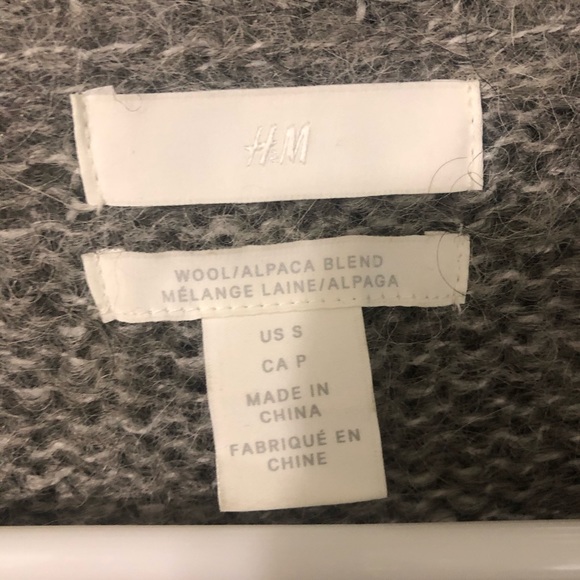 H&M
WOOL/ALPACA BLEND
MÉLANGE LAINE/ALPAGA
US S
CA P
MADE IN
CHINA
FABRIQUÉ EN
CHINE